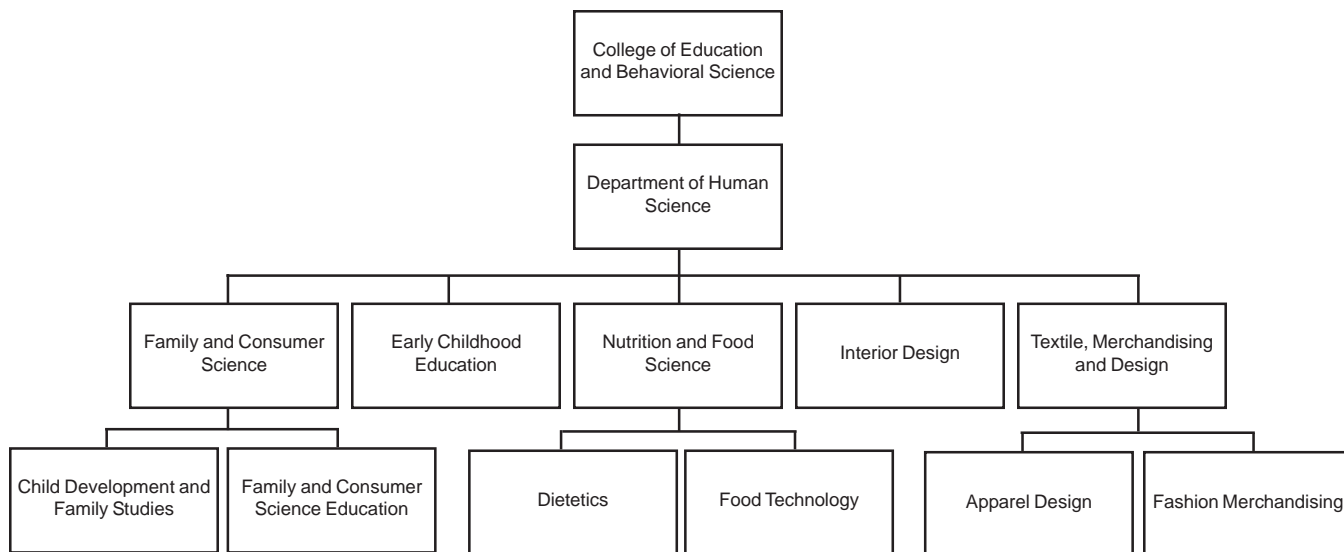 College of Education
and Behavioral Science
Department of Human
Science
Family and Consumer
Science
Early Childhood
Education
Nutrition and Food
Science
Interior Design
Textile, Merchandising
and Design
Child Development and
Family Studies
Family and Consumer
Science Education
Dietetics
Food Technology
Apparel Design
Fashion Merchandising